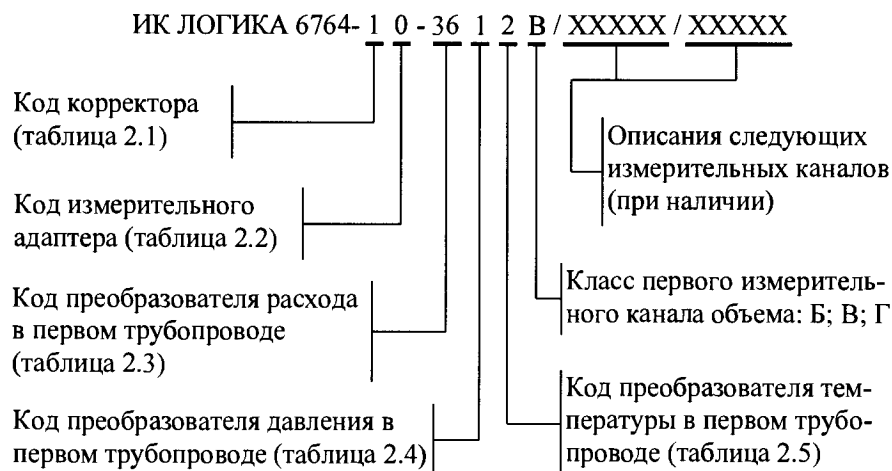 ИК ЛОГИКА 6764- 1 0 - 36 1 2 В / ХХХХХ / ХХХХХ
Код корректора
(таблица 2.1)
Код измерительного
адаптера (таблица 2.2)
Код преобразователя расхода
в первом трубопроводе
(таблица 2.3)
Код преобразователя давления в
первом трубопроводе (таблица 2.4)
Описания следующих
измерительных каналов
(при наличии)
Класс первого измеритель-
ного канала объема: Б; В; Г
Код преобразователя тем-
пературы в первом трубо-
проводе (таблица 2.5)